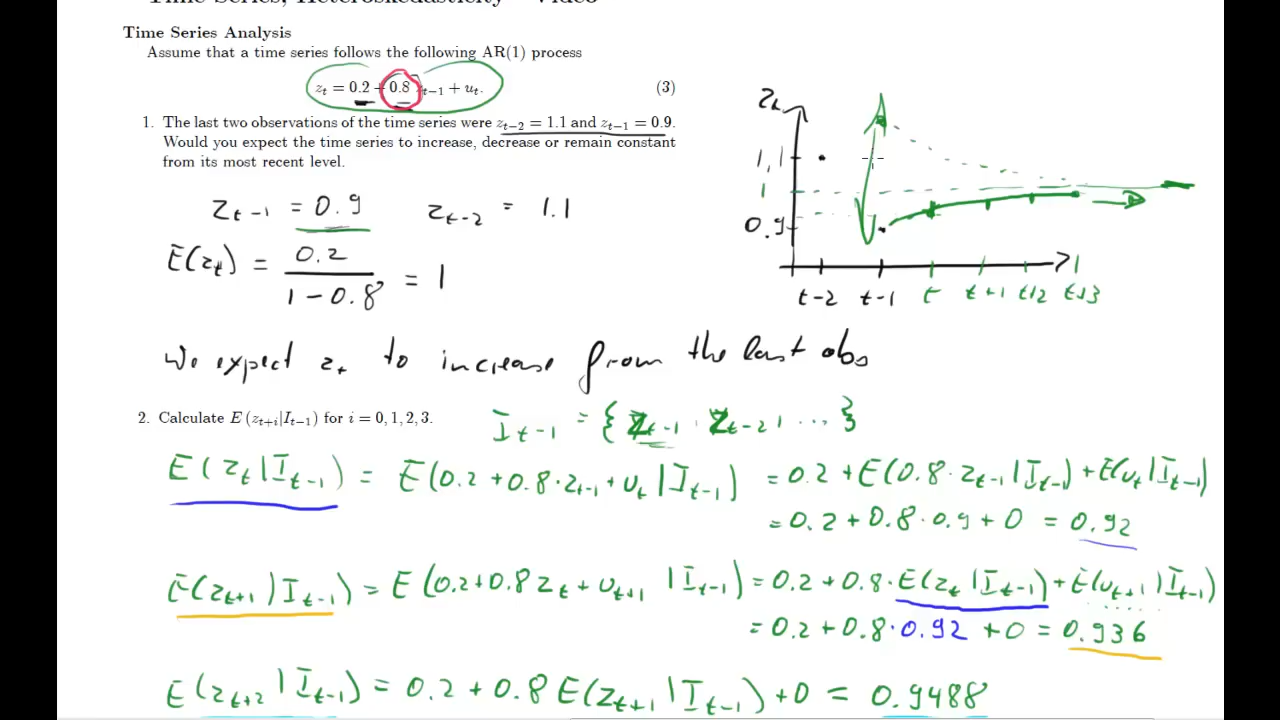 Time Series, Heteroskedasticity - Video
Time Series Analysis
Assume that a time series follows the following AR(1) process
z_t = 0.2 + 0.8 z_{t−1} + u_t. (3)
1. The last two observations of the time series were z_{t−2} = 1.1 and z_{t−1} = 0.9.
Would you expect the time series to increase, decrease or remain constant
from its most recent level.
z_{t-1} = 0.9 z_{t-2} = 1.1
E(z_t) = 0.2 / (1 - 0.8) = 1
We expect z_t to increase from the last obs
z_t
1,1
1
0.9
t-2 t-1 t t+1 t+2 t+3
2. Calculate E (z_{t+i}|I_{t−1}) for i = 0, 1, 2, 3.
I_{t-1} = {z_{t-1}, z_{t-2}, ...}
E(z_t|I_{t-1}) = E(0.2 + 0.8·z_{t-1} + u_t | I_{t-1}) = 0.2 + E(0.8·z_{t-1}|I_{t-1}) + E(u_t|I_{t-1})
= 0.2 + 0.8·0.9 + 0 = 0.92
E(z_{t+1}|I_{t-1}) = E(0.2 + 0.8 z_t + u_{t+1} | I_{t-1}) = 0.2 + 0.8·E(z_t|I_{t-1}) + E(u_{t+1}|I_{t-1})
= 0.2 + 0.8·0.92 + 0 = 0.936
E(z_{t+2}|I_{t-1}) = 0.2 + 0.8 E(z_{t+1}|I_{t-1}) + 0 = 0.9488